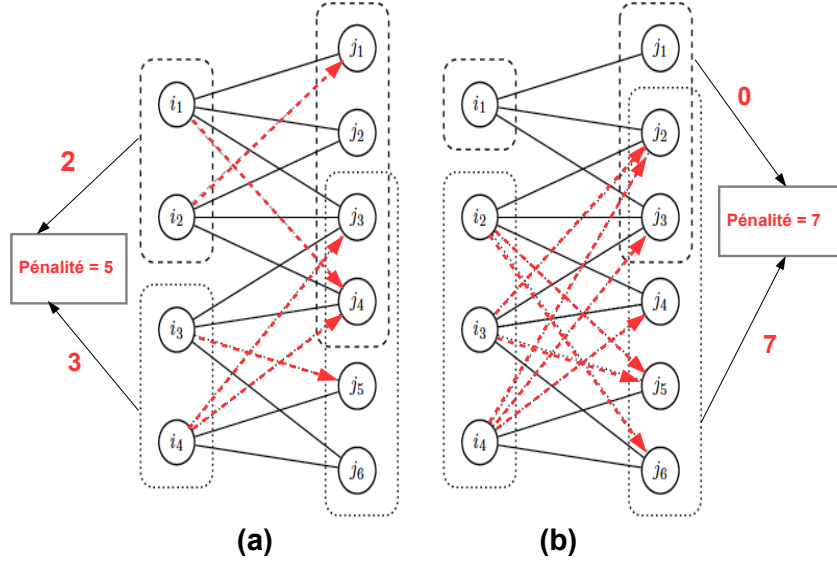 j₁
j₁
i₁
0
i₁
j₂
j₂
2
i₂
j₃
i₂
j₃
Pénalité = 7
Pénalité = 5
j₄
j₄
i₃
i₃
7
3
j₅
j₅
i₄
i₄
j₆
j₆
(a)
(b)